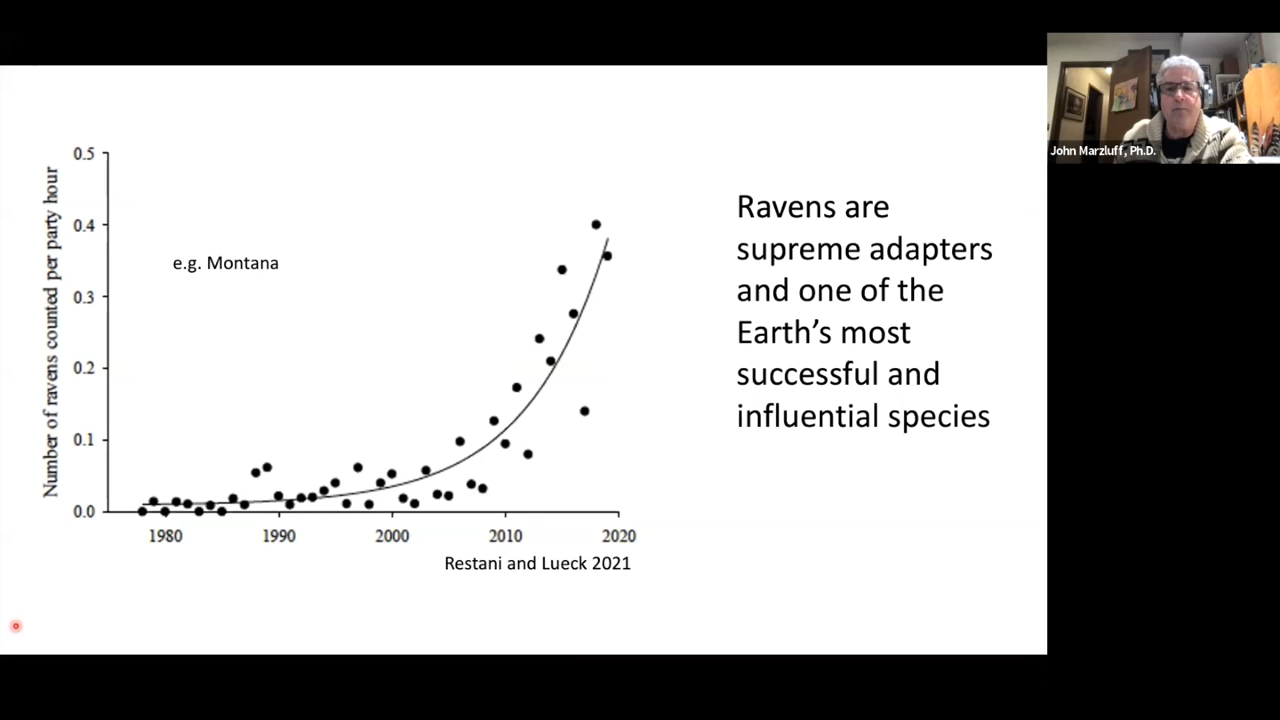 John Marzluff, Ph.D.
Number of ravens counted per party hour
0.5
0.4
0.3
0.2
0.1
0.0
e.g. Montana
1980 1990 2000 2010 2020
Restani and Lueck 2021
Ravens are
supreme adapters
and one of the
Earth’s most
successful and
influential species